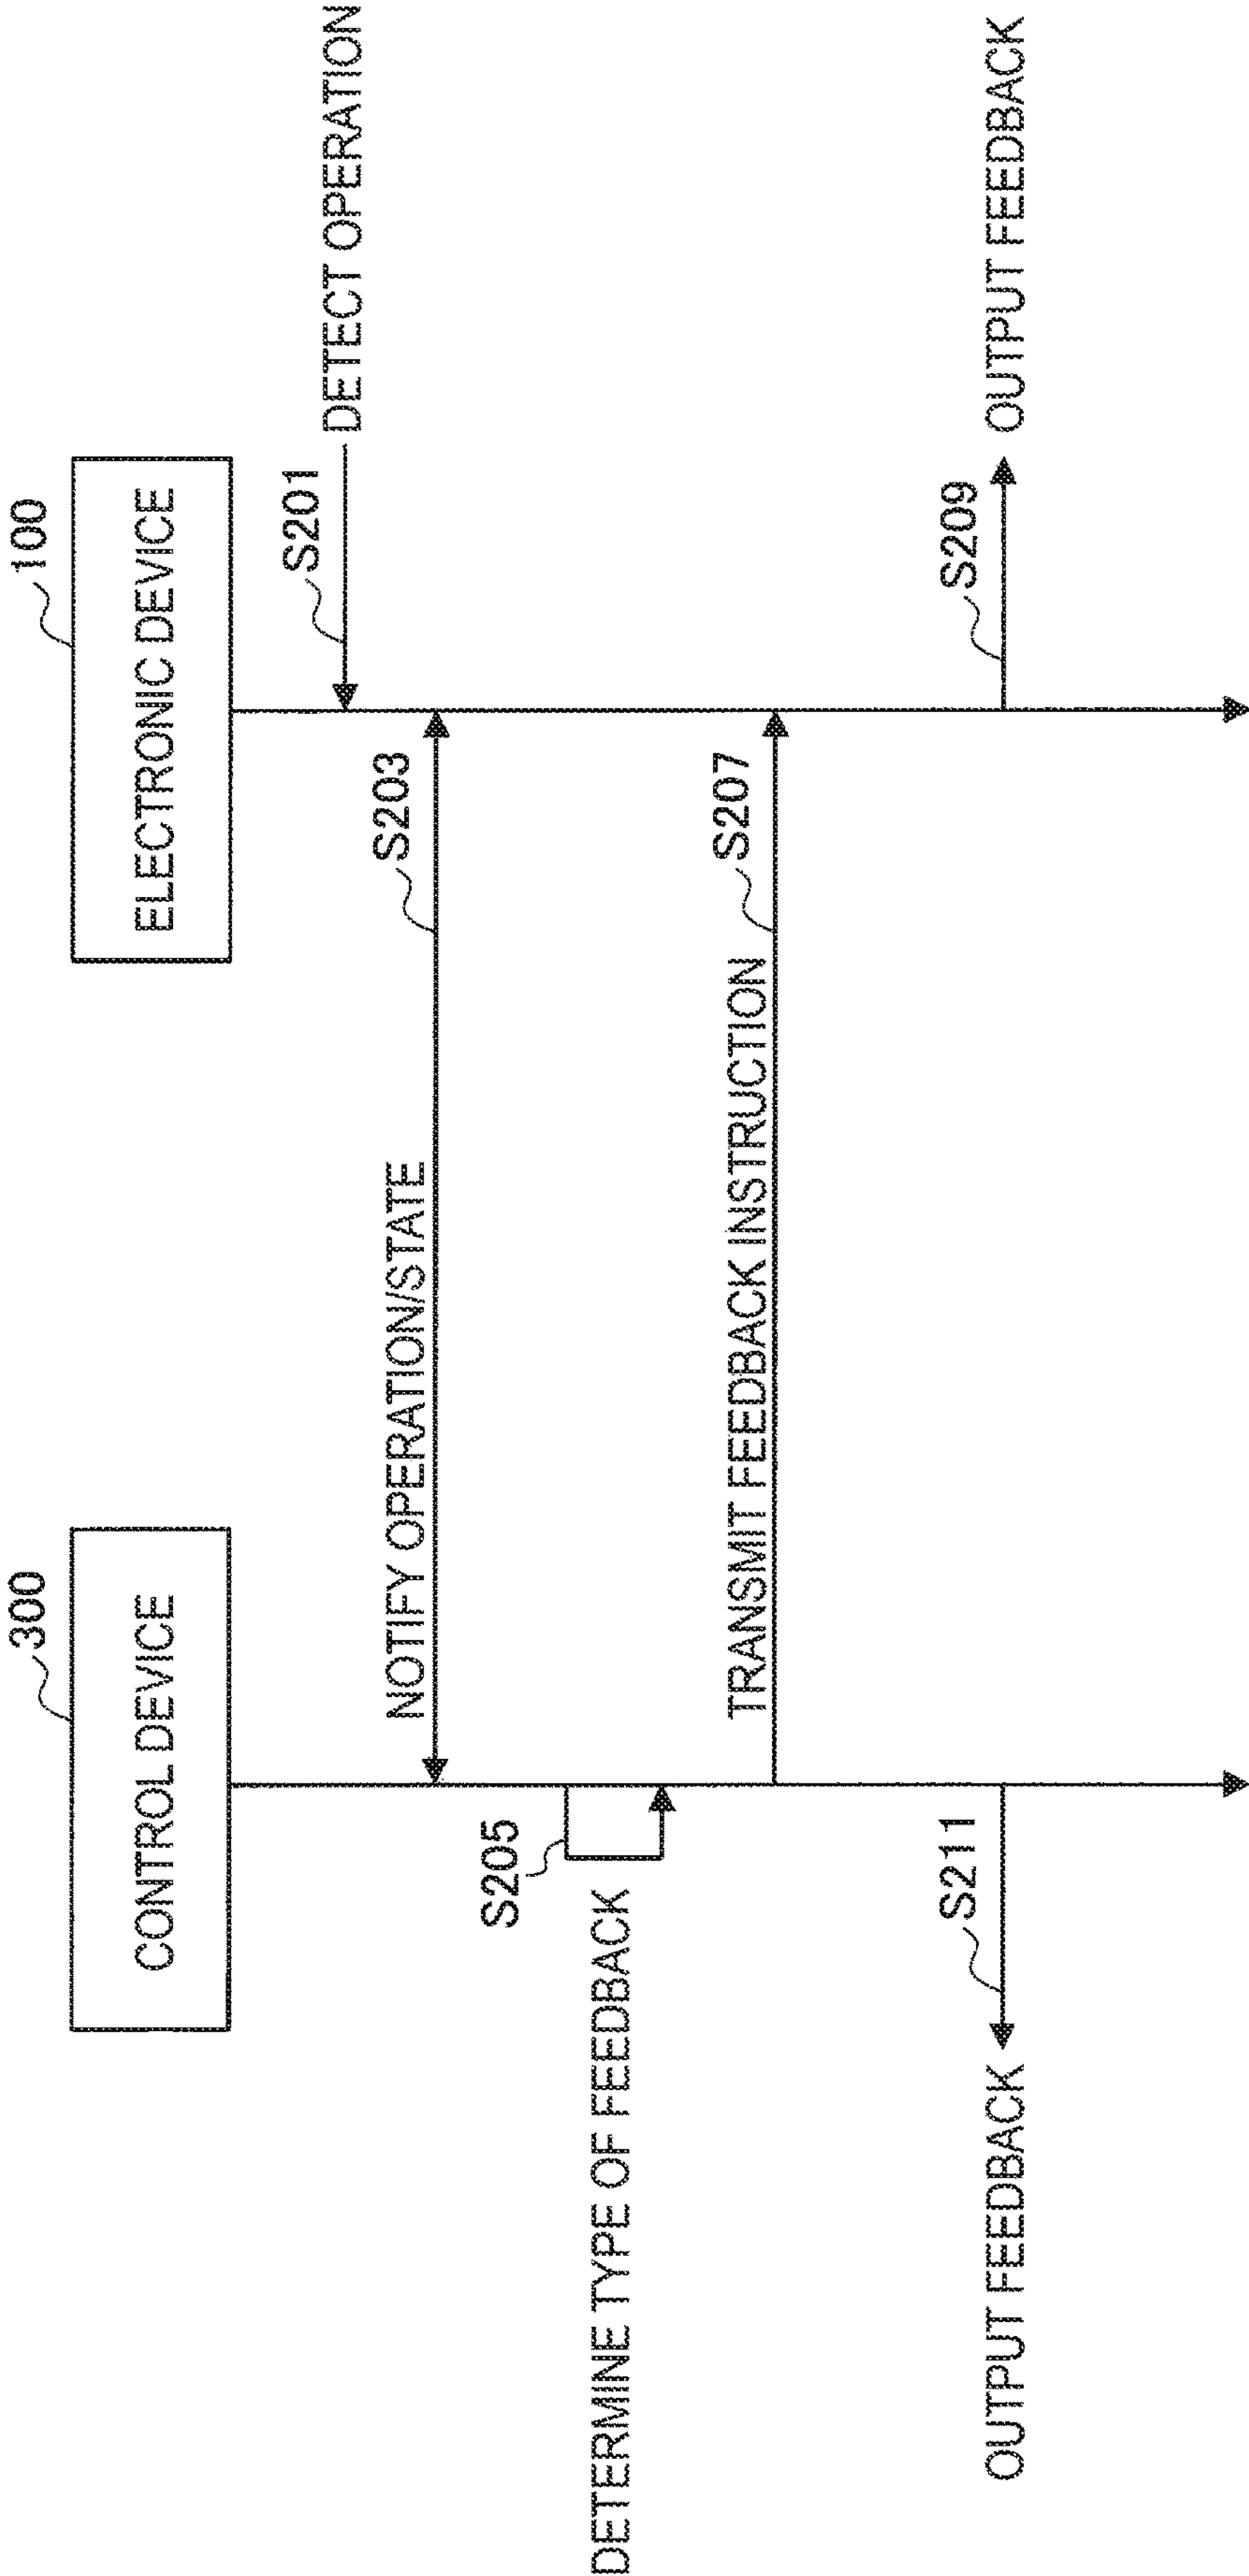 300
100
CONTROL DEVICE
ELECTRONIC DEVICE
S201
DETECT OPERATION
NOTIFY OPERATION/STATE
S203
S205
DETERMINE TYPE OF FEEDBACK
TRANSMIT FEEDBACK INSTRUCTION
S207
S211
S209
OUTPUT FEEDBACK
OUTPUT FEEDBACK